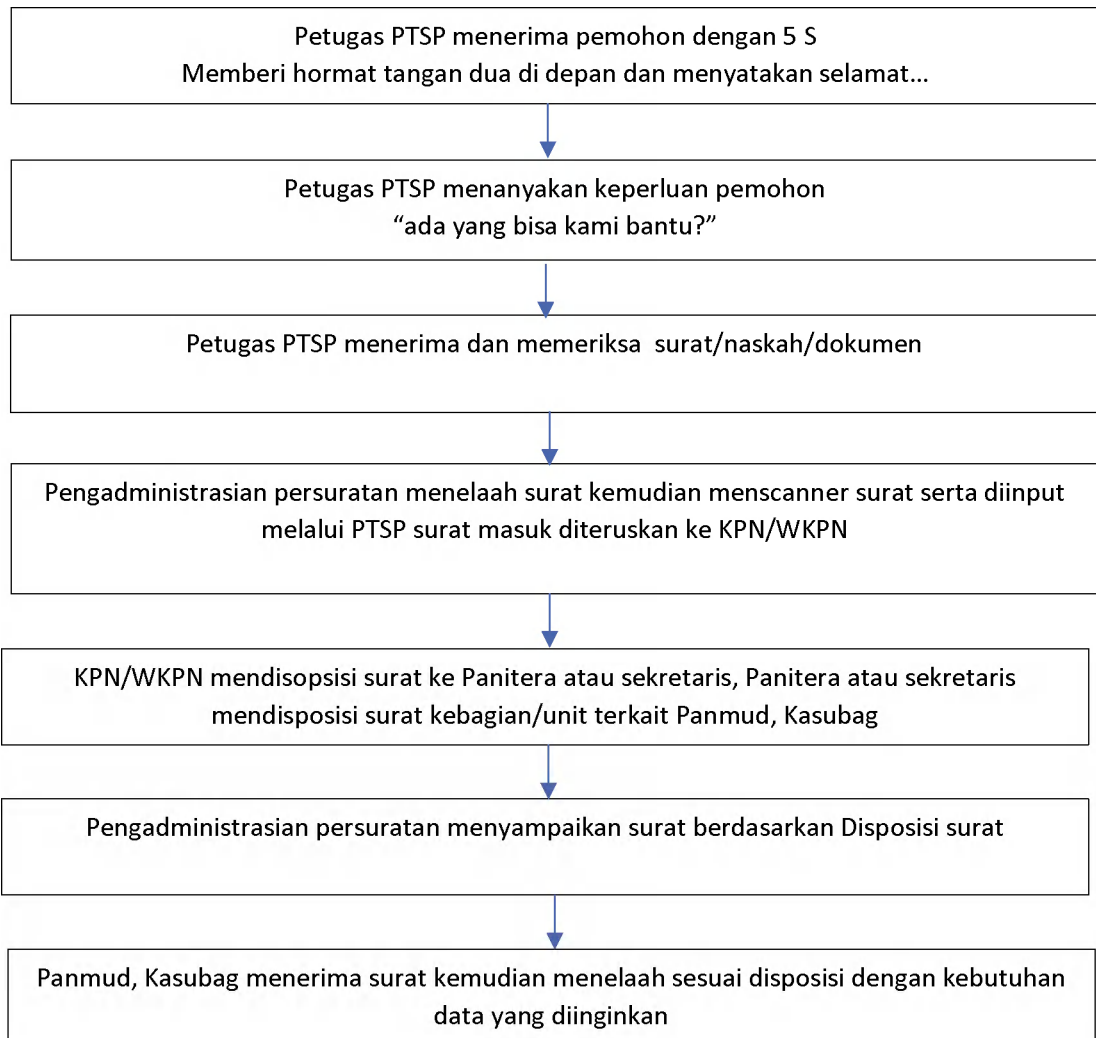 Petugas PTSP menerima pemohon dengan 5 S
Memberi hormat tangan dua di depan dan menyatakan selamat...
Petugas PTSP menanyakan keperluan pemohon
“ada yang bisa kami bantu?”
Petugas PTSP menerima dan memeriksa surat/naskah/dokumen
Pengadministrasian persuratan menelaah surat kemudian menscanner surat serta diinput
melalui PTSP surat masuk diteruskan ke KPN/WKPN
KPN/WKPN mendisopsisi surat ke Panitera atau sekretaris, Panitera atau sekretaris
mendisposisi surat kebagian/unit terkait Panmud, Kasubag
Pengadministrasian persuratan menyampaikan surat berdasarkan Disposisi surat
Panmud, Kasubag menerima surat kemudian menelaah sesuai disposisi dengan kebutuhan
data yang diinginkan